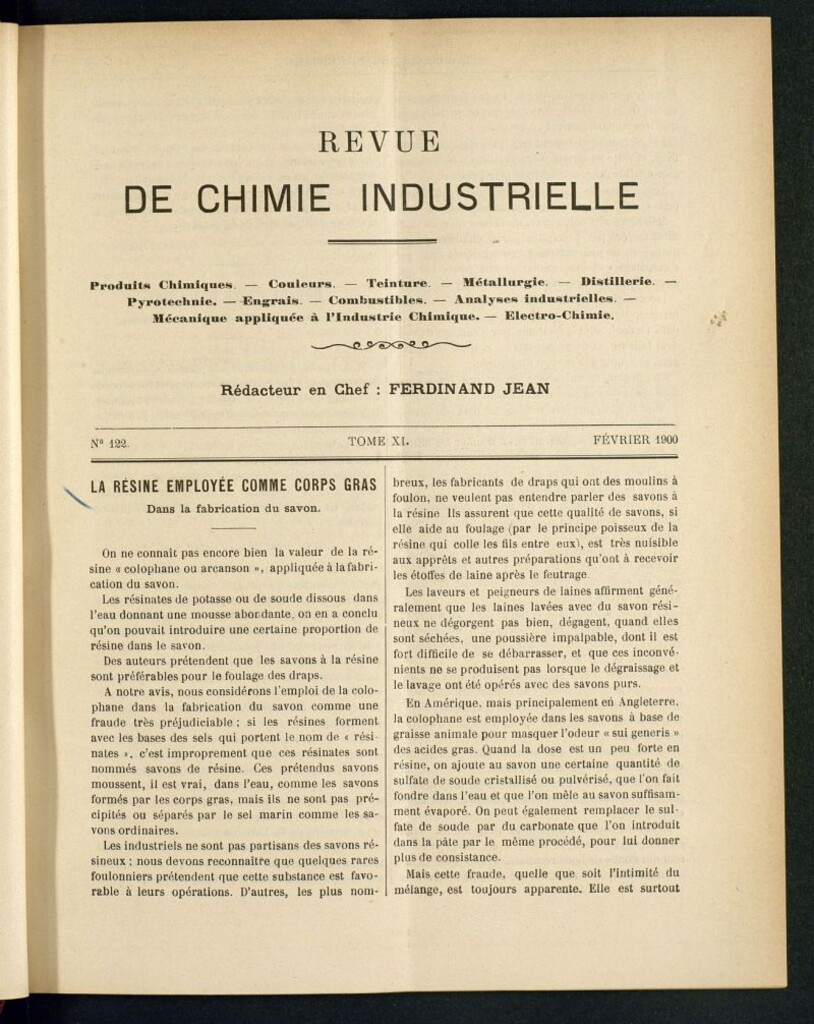 REVUE
DE CHIMIE INDUSTRIELLE
Produits Chimiques. — Couleurs. — Teinture. — Métallurgie. — Distillerie. —
Pyrotechnie. — Engrais. — Combustibles. — Analyses industrielles. —
Mécanique appliquée à l'Industrie Chimique. — Electro-Chimie.
Rédacteur en Chef : FERDINAND JEAN
Nº 122. TOME XI. FÉVRIER 1900
LA RÉSINE EMPLOYÉE COMME CORPS GRAS
Dans la fabrication du savon.
On ne connaît pas encore bien la valeur de la ré-
sine « colophane ou arcanson », appliquée à la fabri-
cation du savon.
Les résinates de potasse ou de soude dissous dans
l'eau donnant une mousse abondante, on en a conclu
qu'on pouvait introduire une certaine proportion de
résine dans le savon.
Des auteurs prétendent que les savons à la résine
sont préférables pour le foulage des draps.
A notre avis, nous considérons l'emploi de la colo-
phane dans la fabrication du savon comme une
fraude très préjudiciable ; si les résines forment
avec les bases des sels qui portent le nom de « rési-
nates », c'est improprement que ces résinates sont
nommés savons de résine. Ces prétendus savons
moussent, il est vrai, dans l'eau, comme les savons
formés par les corps gras, mais ils ne sont pas pré-
cipités ou séparés par le sel marin comme les sa-
vons ordinaires.
Les industriels ne sont pas partisans des savons ré-
sineux ; nous devons reconnaître que quelques rares
foulonniers prétendent que cette substance est favo-
rable à leurs opérations. D'autres, les plus nom-
breux, les fabricants de draps qui ont des moulins à
foulon, ne veulent pas entendre parler des savons à
la résine Ils assurent que cette qualité de savons, si
elle aide au foulage (par le principe poisseux de la
résine qui colle les fils entre eux), est très nuisible
aux apprêts et autres préparations qu'ont à recevoir
les étoffes de laine après le feutrage.
Les laveurs et peigneurs de laines affirment géné-
ralement que les laines lavées avec du savon rési-
neux ne dégorgent pas bien, dégagent, quand elles
sont séchées, une poussière impalpable, dont il est
fort difficile de se débarrasser, et que ces inconvé-
nients ne se produisent pas lorsque le dégraissage et
le lavage ont été opérés avec des savons purs.
En Amérique, mais principalement en Angleterre,
la colophane est employée dans les savons à base de
graisse animale pour masquer l'odeur « sui generis »
des acides gras. Quand la dose est un peu forte en
résine, on ajoute au savon une certaine quantité de
sulfate de soude cristallisé ou pulvérisé, que l'on fait
fondre dans l'eau et que l'on mêle au savon suffisam-
ment évaporé. On peut également remplacer le sul-
fate de soude par du carbonate que l'on introduit
dans la pâte par le même procédé, pour lui donner
plus de consistance.
Mais cette fraude, quelle que soit l'intimité du
mélange, est toujours apparente. Elle est surtout